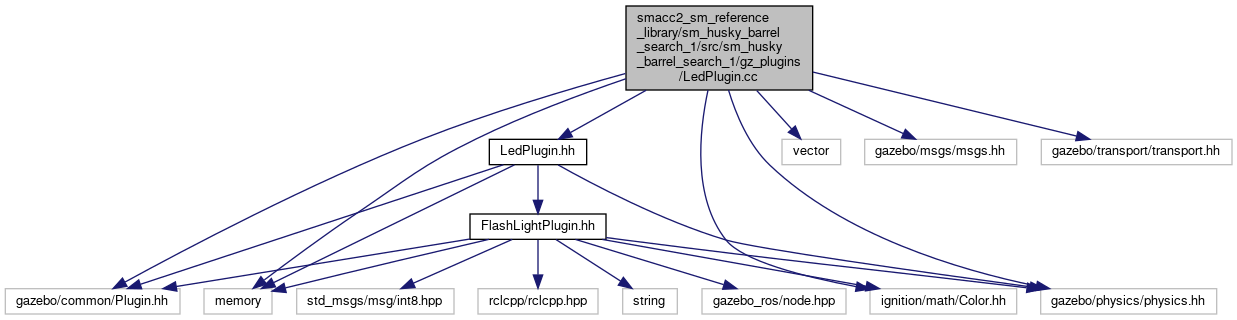 smacc2_sm_reference
_library/sm_husky_barrel
_search_1/src/sm_husky
_barrel_search_1/gz_plugins
/LedPlugin.cc
LedPlugin.hh
vector
gazebo/msgs/msgs.hh
gazebo/transport/transport.hh
FlashLightPlugin.hh
gazebo/common/Plugin.hh
memory
std_msgs/msg/int8.hpp
rclcpp/rclcpp.hpp
string
gazebo_ros/node.hpp
ignition/math/Color.hh
gazebo/physics/physics.hh